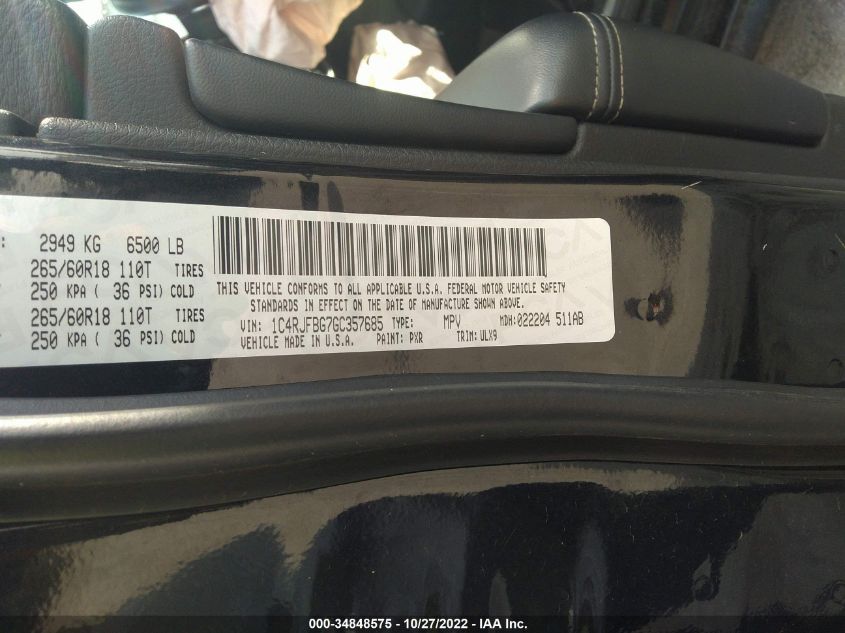 : 2949 KG 6500 LB
265/60R18 110T TIRES
250 KPA ( 36 PSI) COLD
265/60R18 110T TIRES
250 KPA ( 36 PSI) COLD
THIS VEHICLE CONFORMS TO ALL APPLICABLE U.S.A. FEDERAL MOTOR VEHICLE SAFETY
STANDARDS IN EFFECT ON THE DATE OF MANUFACTURE SHOWN ABOVE.
VIN: 1C4RJFBG7GC357685 TYPE: MPV MDH:022204 511AB
VEHICLE MADE IN U.S.A. PAINT: PXR TRIM: VLX9
000-34848575 - 10/27/2022 - © IAA, Inc.